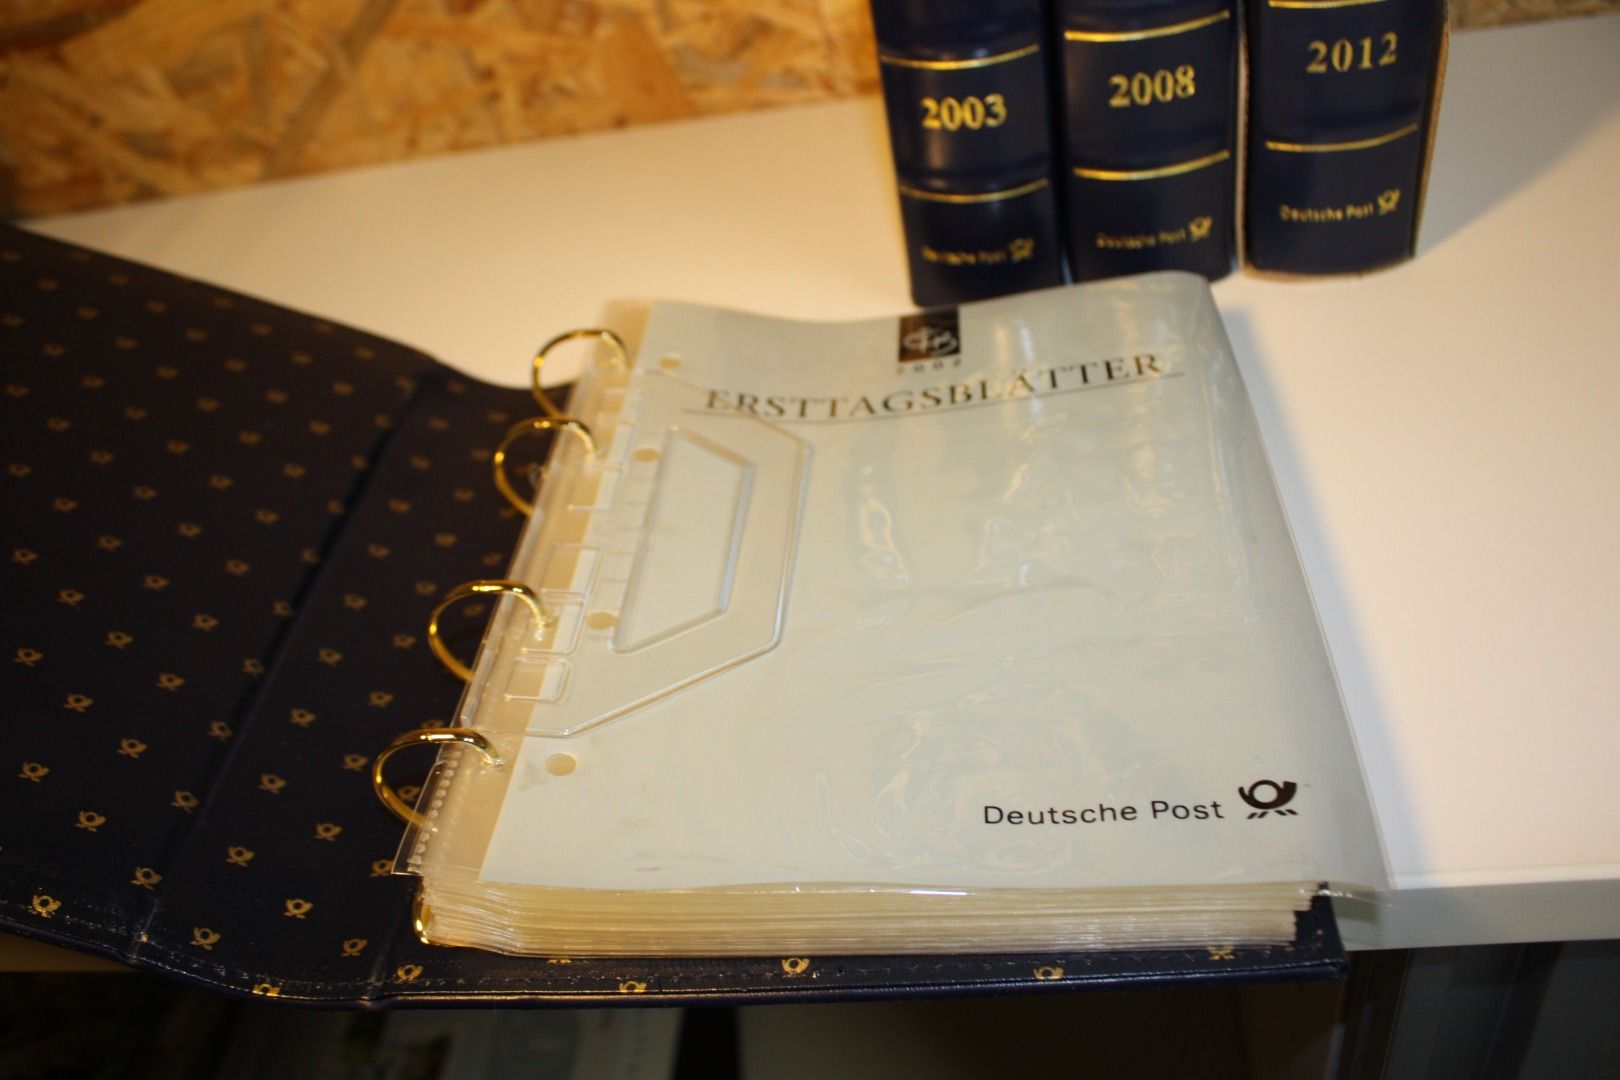 2003
Deutsche Post
2008
Deutsche Post
2012
Deutsche Post
ERSTTAGSBLÄTTER
Deutsche Post